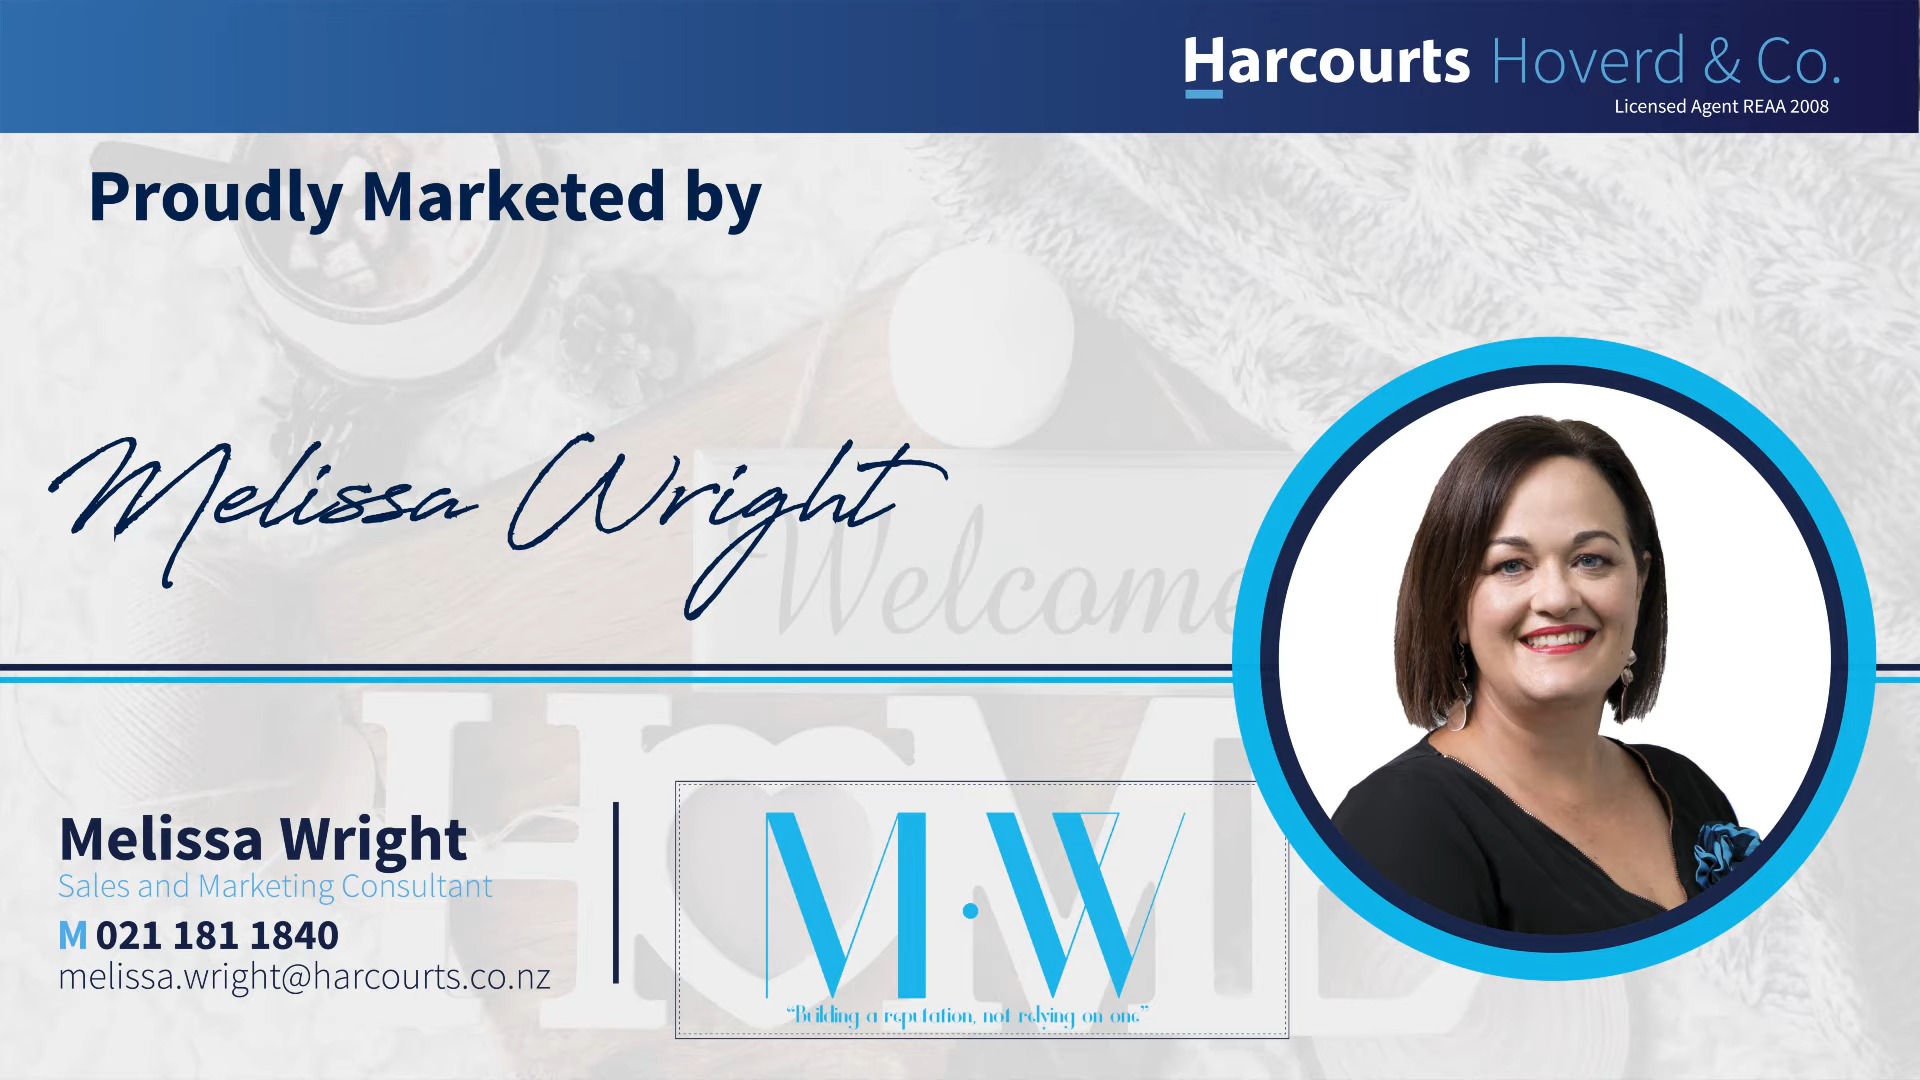 Harcourts Hoverd & Co.
Licensed Agent REAA 2008
Proudly Marketed by
Melissa Wright
Welcome
HOME
Melissa Wright
Sales and Marketing Consultant
M 021 181 1840
melissa.wright@harcourts.co.nz
M·W
“Building a reputation, not relying on one”